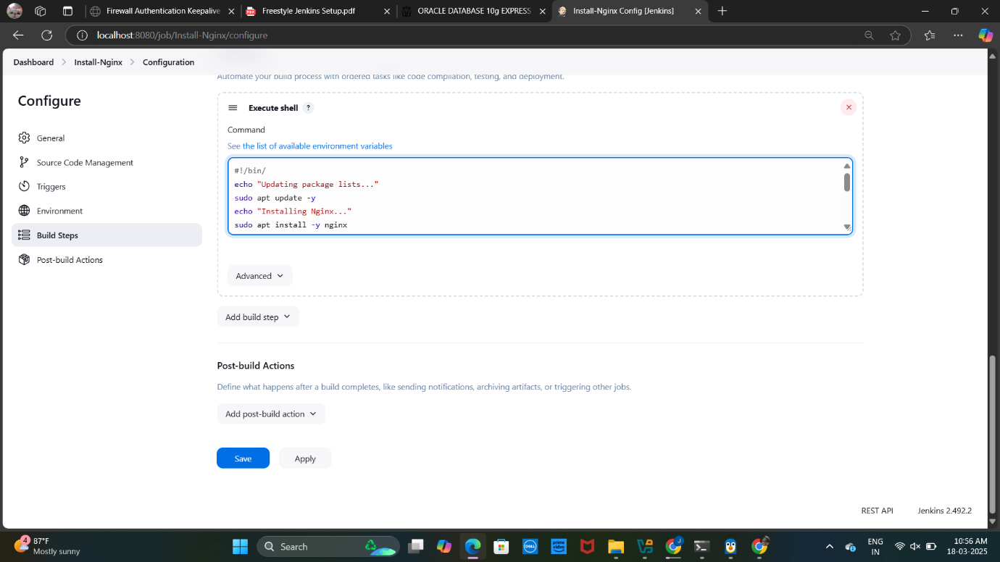 Firewall Authentication Keepalive
Freestyle Jenkins Setup.pdf
ORACLE DATABASE 10g EXPRESS
Install-Nginx Config [Jenkins]
localhost:8080/job/Install-Nginx/configure
Dashboard
Install-Nginx
Configuration
Configure
General
Source Code Management
Triggers
Environment
Build Steps
Post-build Actions
Automate your build process with ordered tasks like code compilation, testing, and deployment.
Execute shell ?
Command
See the list of available environment variables
#!/bin/
echo "Updating package lists..."
sudo apt update -y
echo "Installing Nginx..."
sudo apt install -y nginx
Advanced
Add build step
Post-build Actions
Define what happens after a build completes, like sending notifications, archiving artifacts, or triggering other jobs.
Add post-build action
Save
Apply
REST API
Jenkins 2.492.2
4
87°F
Mostly sunny
Search
DELL
prime video
ENG
IN
10:56 AM
18-03-2025